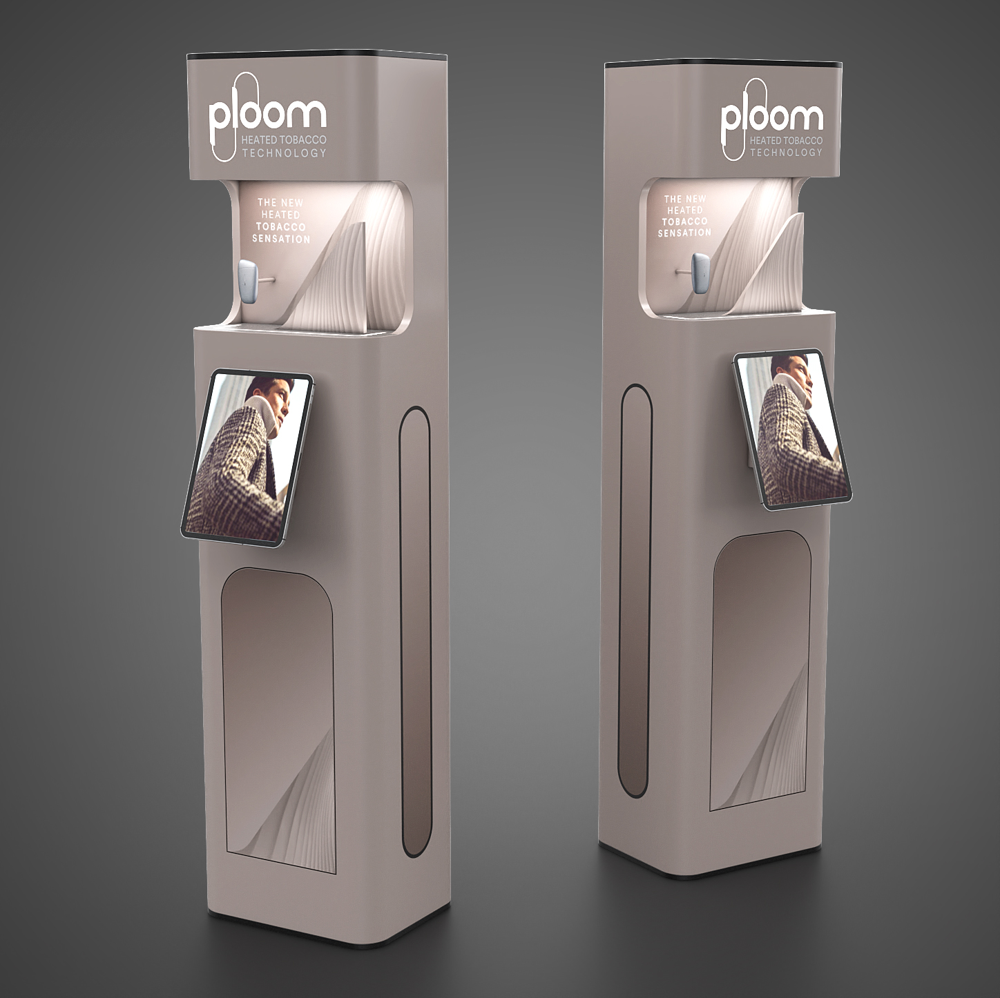 ploom
HEATED TOBACCO
TECHNOLOGY
THE NEW
HEATED
TOBACCO
SENSATION
ploom
HEATED TOBACCO
TECHNOLOGY
THE NEW
HEATED
TOBACCO
SENSATION